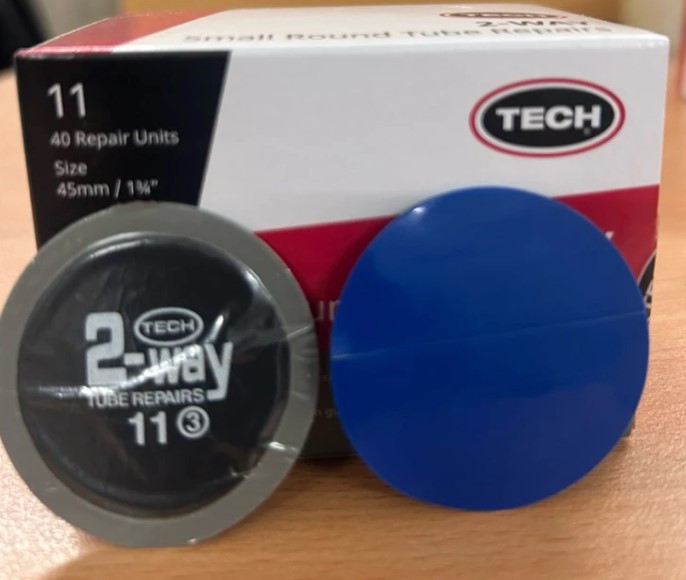 TECH
2-WAY
Small Round Tube Repairs
11
40 Repair Units
Size
45mm / 1¾"
TECH
TECH
2-way
TUBE REPAIRS
11 3